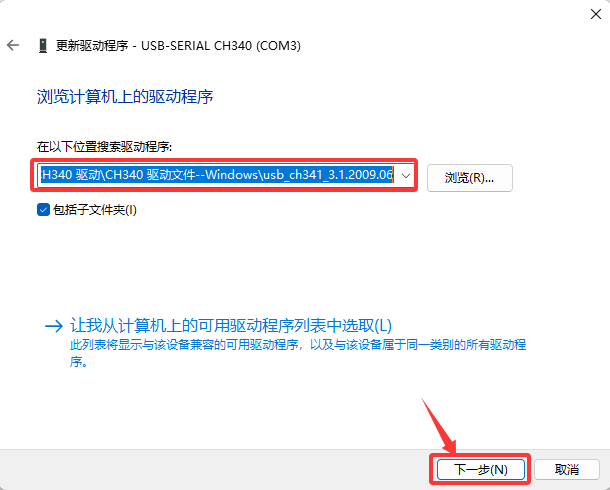 更新驱动程序 - USB-SERIAL CH340 (COM3)
浏览计算机上的驱动程序
在以下位置搜索驱动程序:
H340 驱动\CH340 驱动文件--Windows\usb_ch341_3.1.2009.06
浏览(R)...
包括子文件夹(I)
让我从计算机上的可用驱动程序列表中选取(L)
此列表将显示与该设备兼容的可用驱动程序，以及与该设备属于同一类别的所有驱动程
序。
下一步(N)
取消